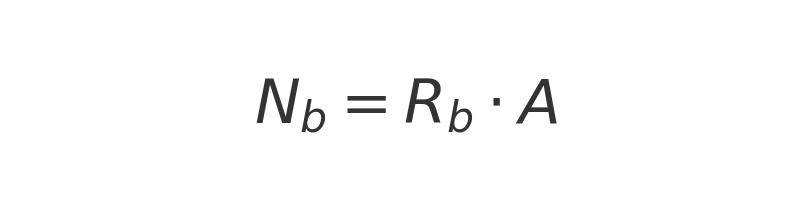 N_b = R_b · A